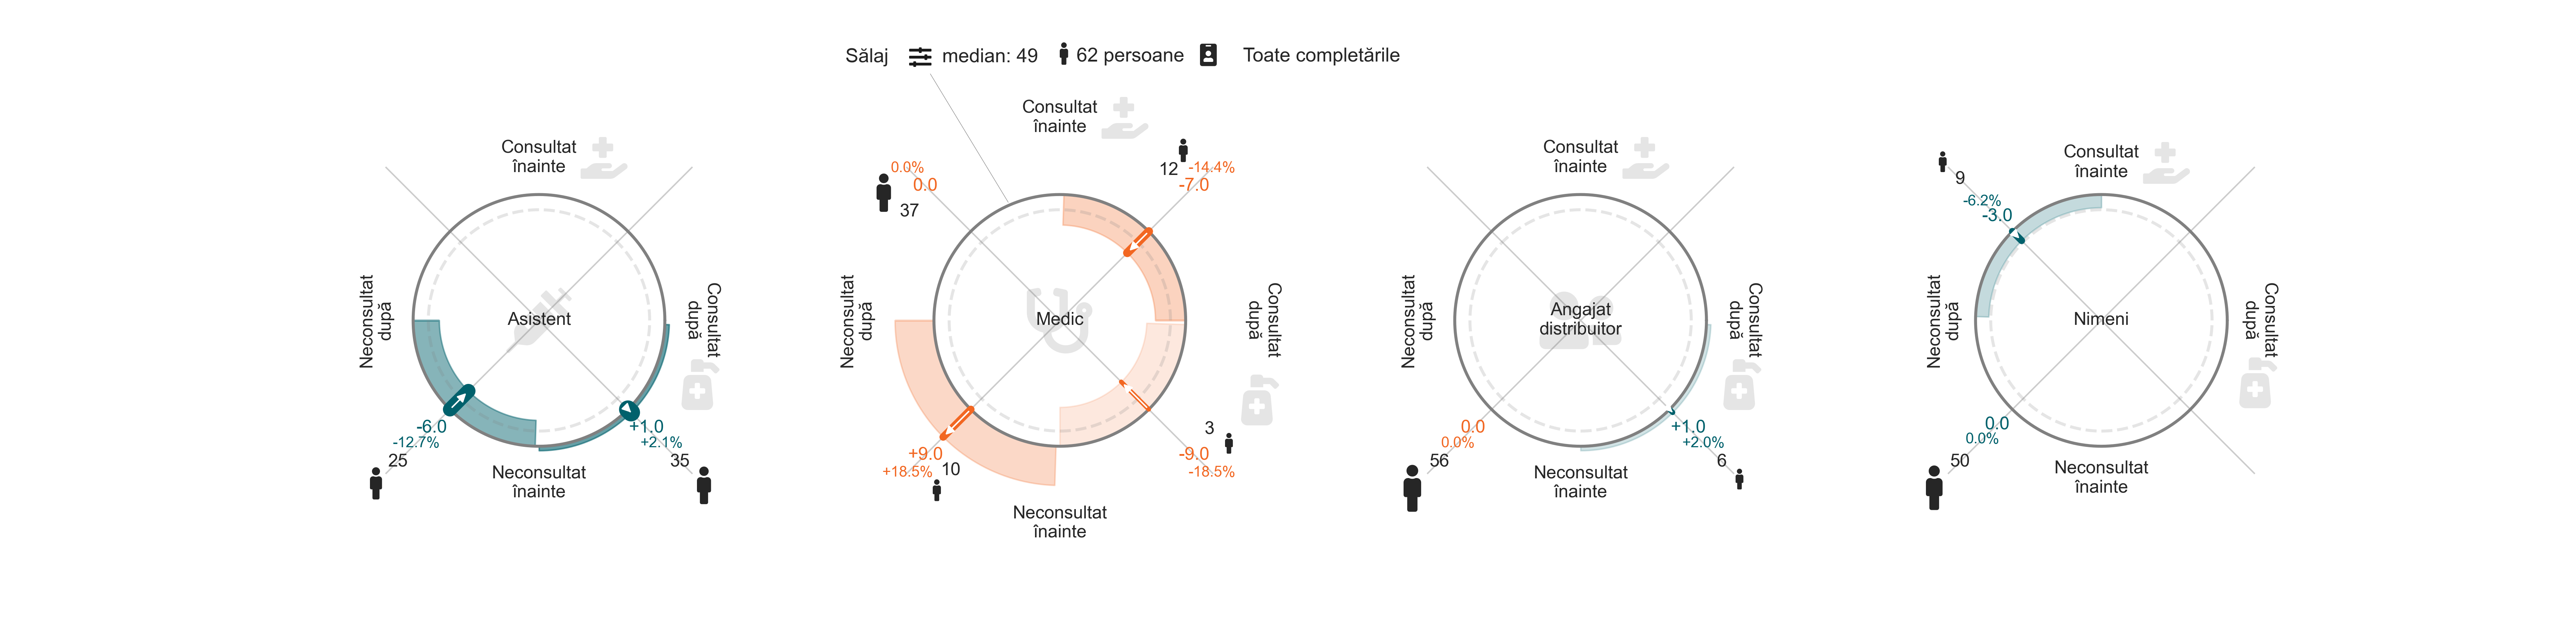 Sălaj median: 49 62 persoane Toate completările
Consultat
înainte
Neconsultat
după
Asistent
Consultat
după
-6.0
-12.7%
25
+1.0
+2.1%
35
Neconsultat
înainte
Consultat
înainte
0.0%
0.0
37
12 -14.4%
-7.0
Neconsultat
după
Medic
Consultat
după
+9.0
+18.5% 10
3
-9.0
-18.5%
Neconsultat
înainte
Consultat
înainte
Neconsultat
după
Angajat
distribuitor
Consultat
după
0.0
0.0%
56
+1.0
+2.0%
6
Neconsultat
înainte
Consultat
înainte
9
-6.2%
-3.0
Neconsultat
după
Nimeni
Consultat
după
0.0
0.0%
50
Neconsultat
înainte